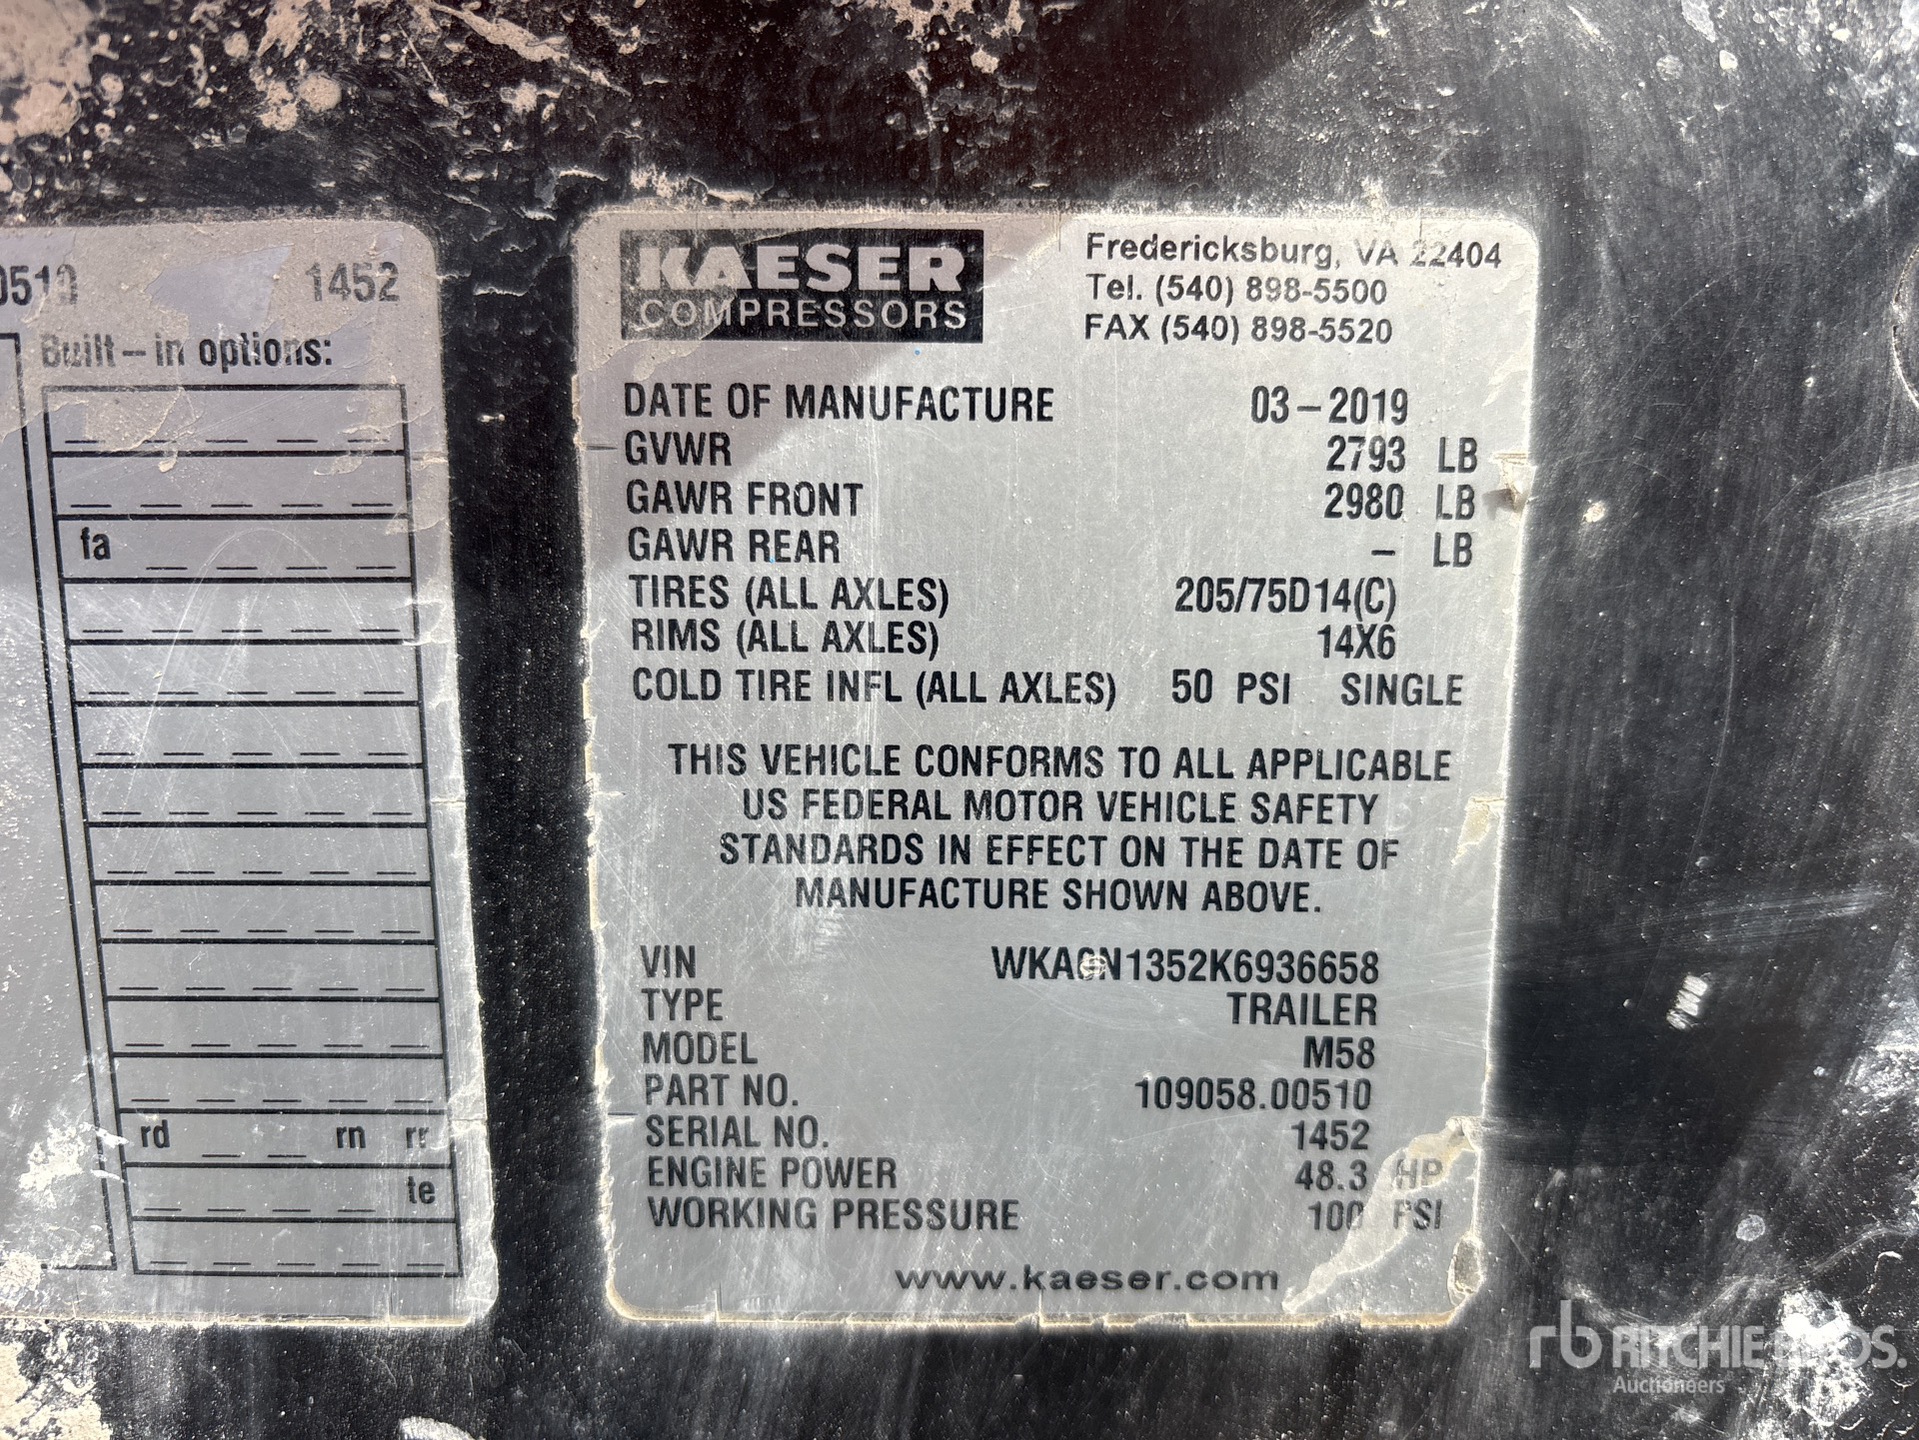 0510 1452
Built-in options:
fa
rd rn rr
te
KAESER
COMPRESSORS
Fredericksburg, VA 22404
Tel. (540) 898-5500
FAX (540) 898-5520
DATE OF MANUFACTURE 03-2019
GVWR 2793 LB
GAWR FRONT 2980 LB
GAWR REAR - LB
TIRES (ALL AXLES) 205/75D14(C)
RIMS (ALL AXLES) 14X6
COLD TIRE INFL (ALL AXLES) 50 PSI SINGLE
THIS VEHICLE CONFORMS TO ALL APPLICABLE
US FEDERAL MOTOR VEHICLE SAFETY
STANDARDS IN EFFECT ON THE DATE OF
MANUFACTURE SHOWN ABOVE.
VIN
TYPE TRAILER
MODEL M58
PART NO. 109058.00510
SERIAL NO. 1452
ENGINE POWER 48.3 HP
WORKING PRESSURE 100 PSI
www.kaeser.com
rb RITCHIE BROS.
Auctioneers